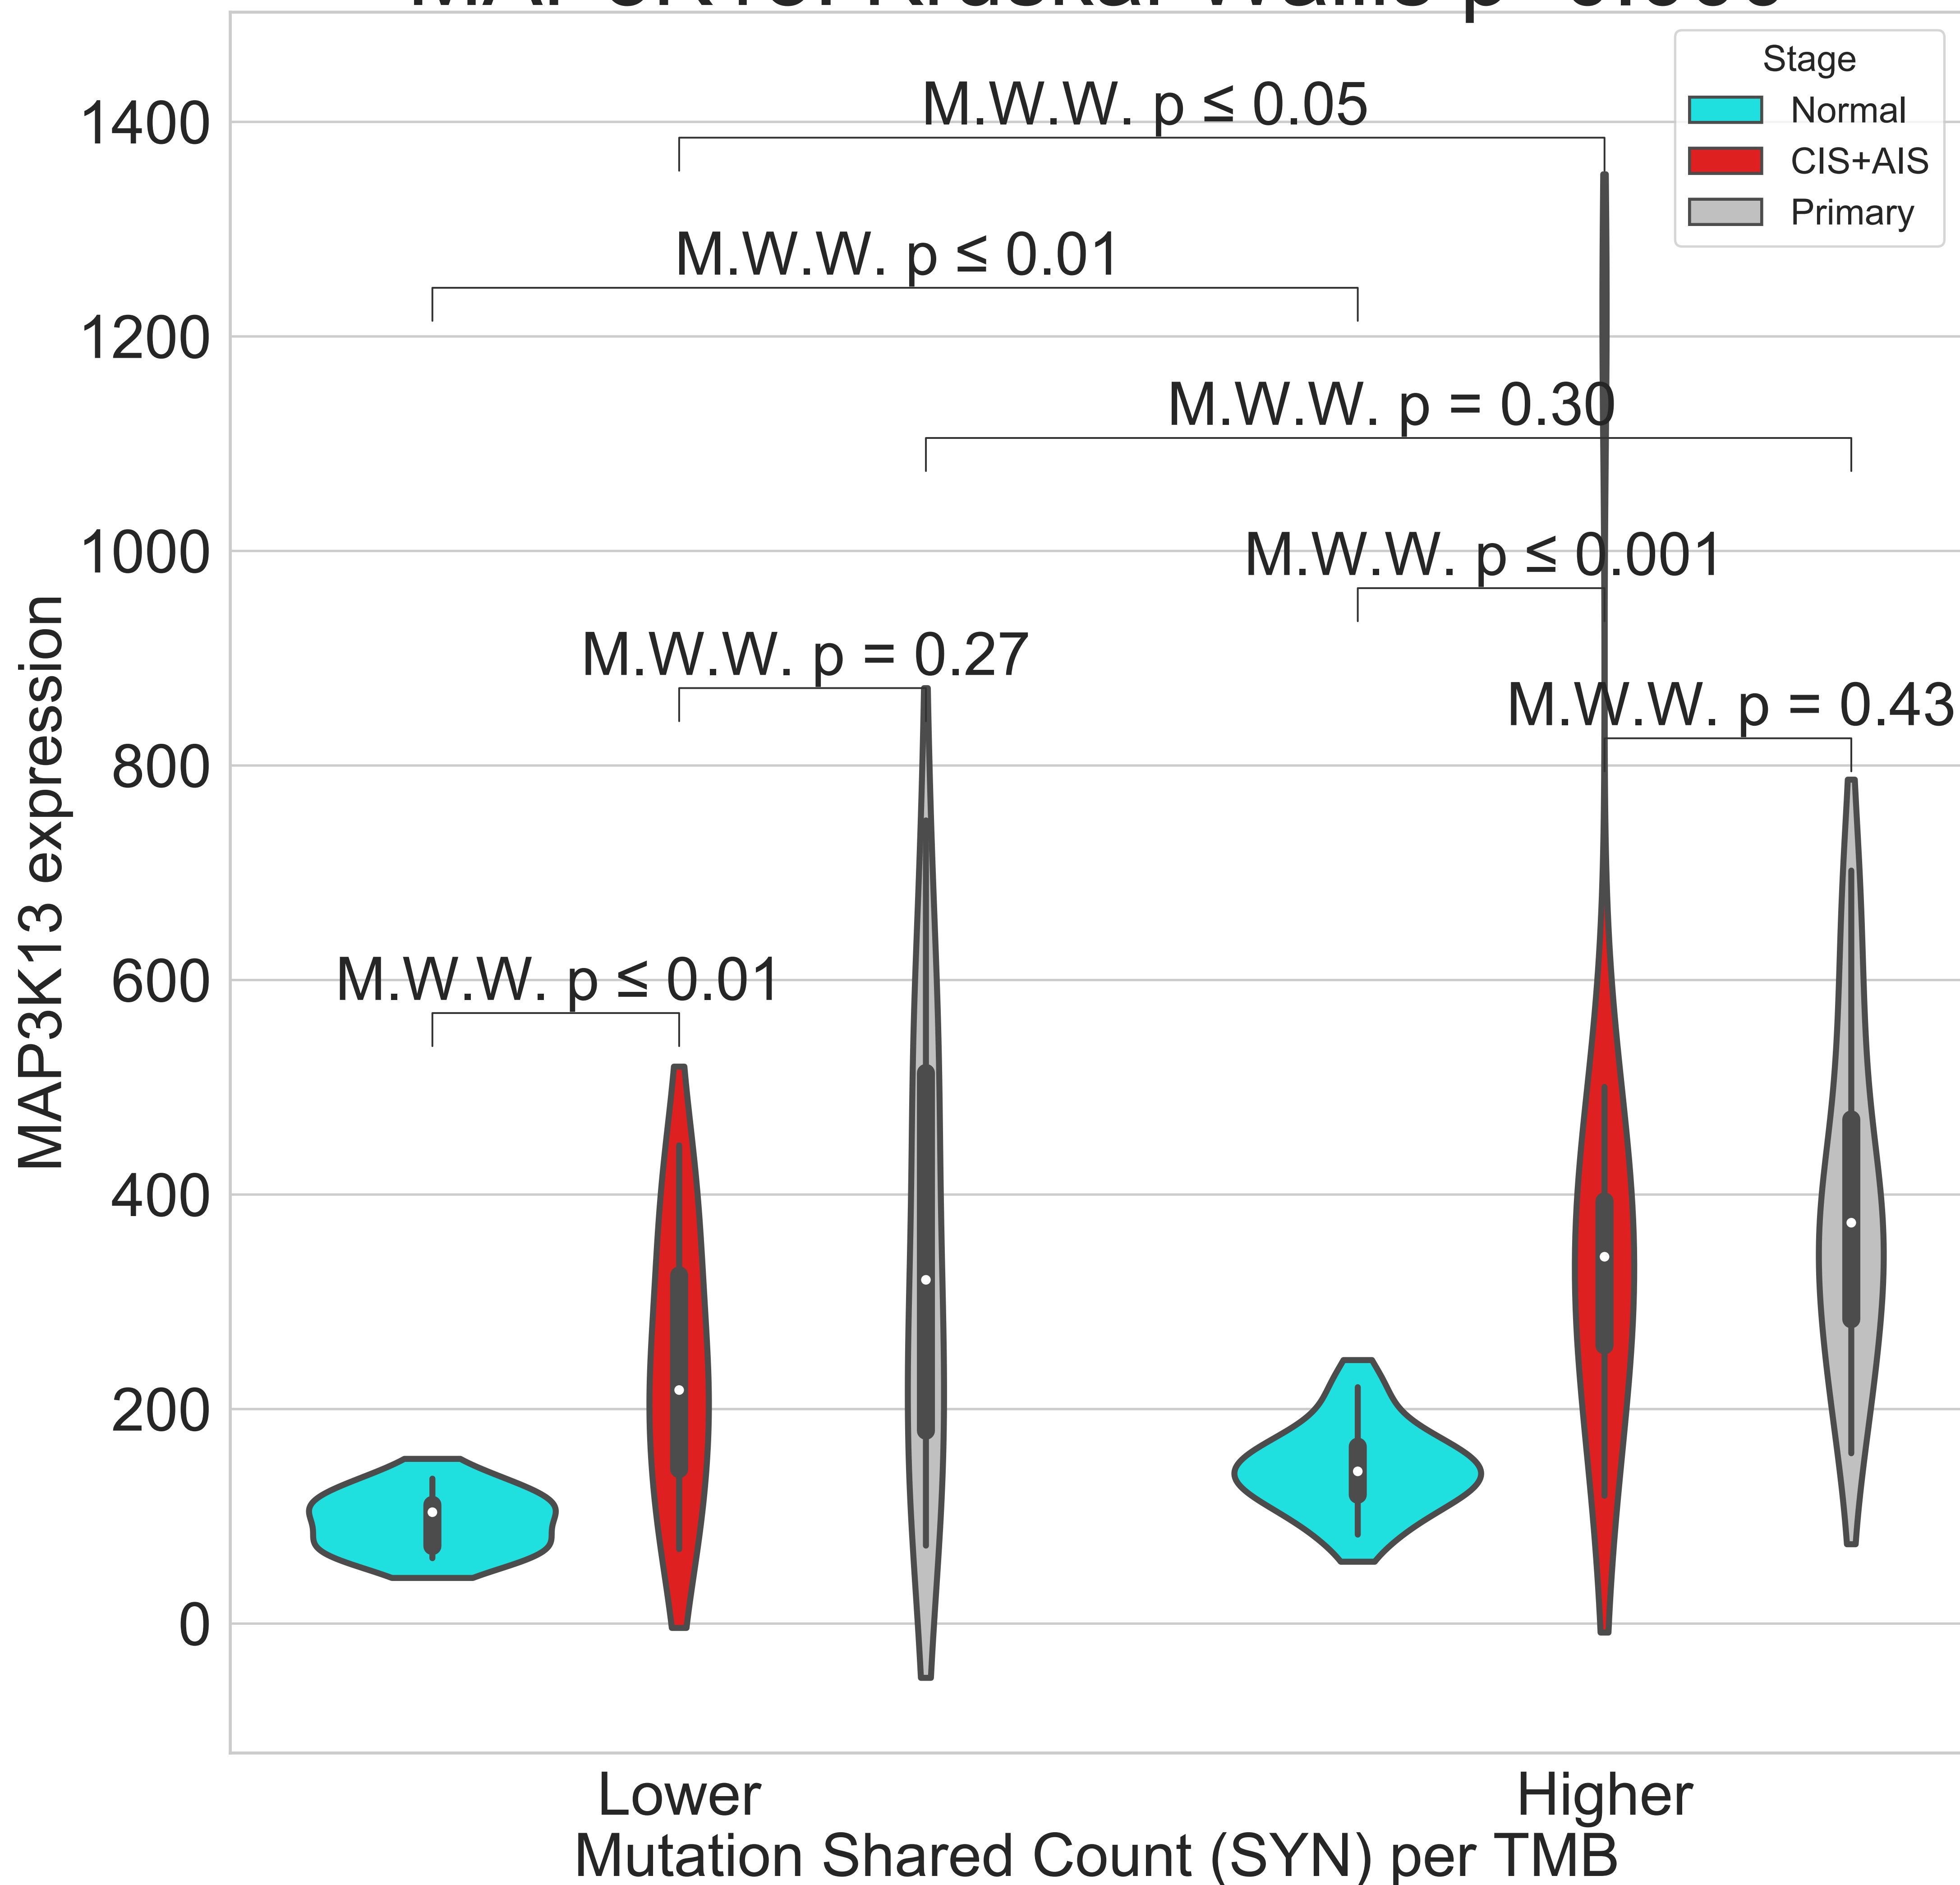 Stage
Normal
CIS+AIS
Primary
1400
1200
1000
800
600
400
200
0
MAP3K13 expression
M.W.W. p ≤ 0.05
M.W.W. p ≤ 0.01
M.W.W. p = 0.30
M.W.W. p ≤ 0.001
M.W.W. p = 0.27
M.W.W. p = 0.43
M.W.W. p ≤ 0.01
Lower
Higher
Mutation Shared Count (SYN) per TMB